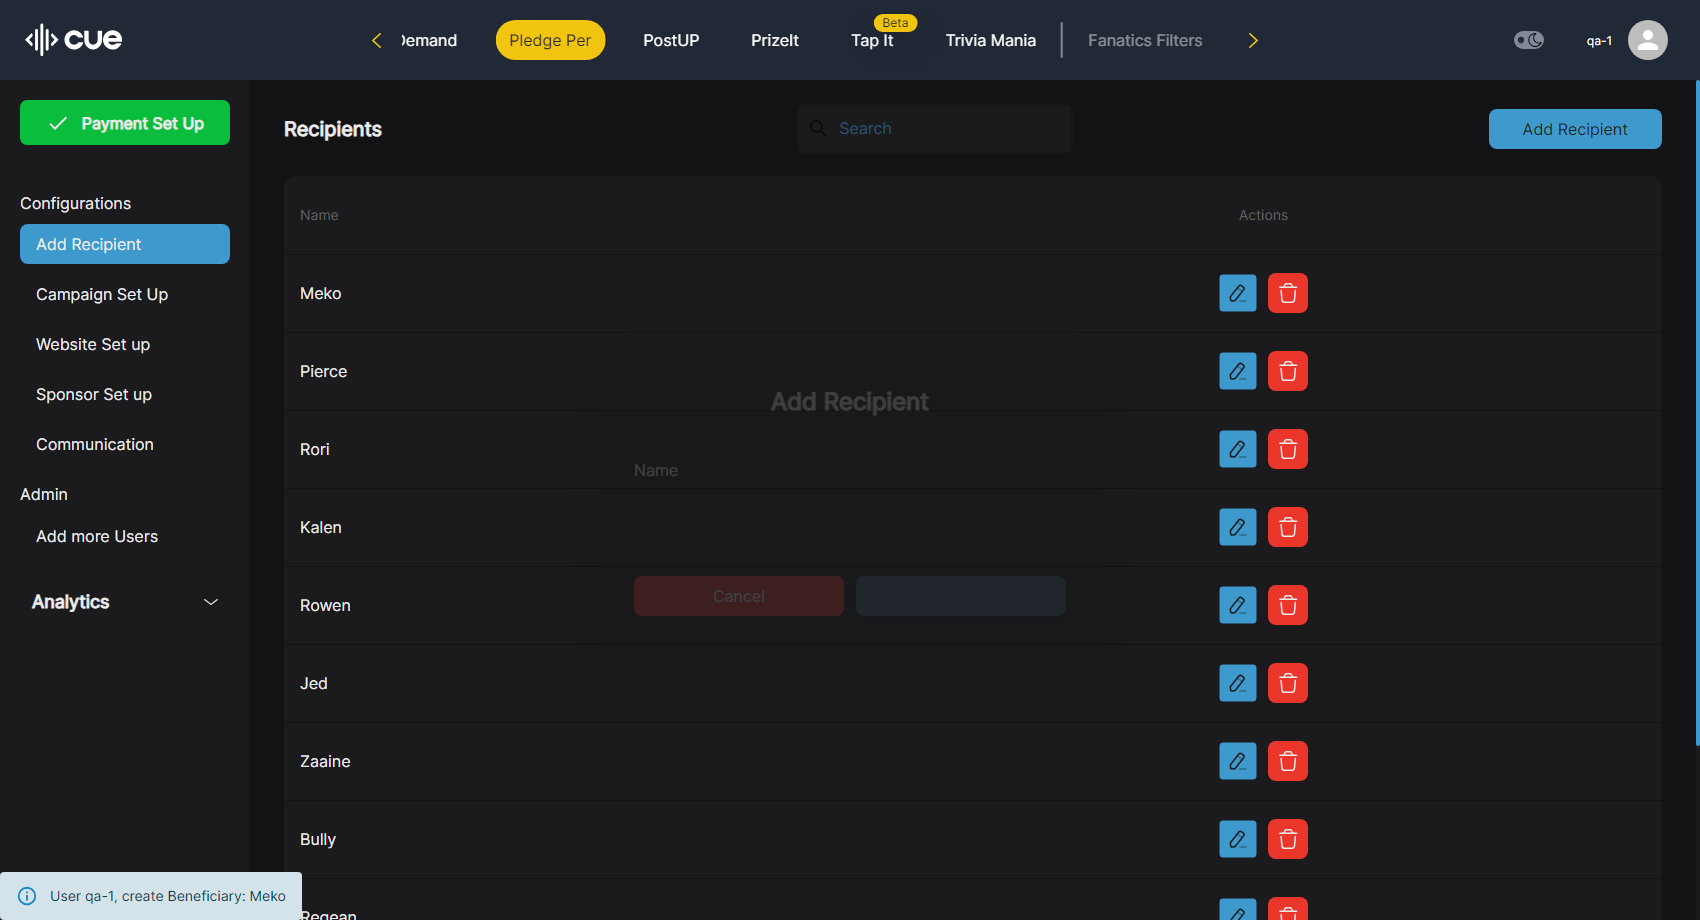 cue
Demand
Pledge Per
PostUP
PrizeIt
Beta
Tap It
Trivia Mania
Fanatics Filters
qa-1
Payment Set Up
Configurations
Add Recipient
Campaign Set Up
Website Set up
Sponsor Set up
Communication
Admin
Add more Users
Analytics
Recipients
Search
Add Recipient
Name
Actions
Meko
Pierce
Rori
Kalen
Rowen
Jed
Zaaine
Bully
Regean
Add Recipient
Name
Cancel
User qa-1, create Beneficiary: Meko